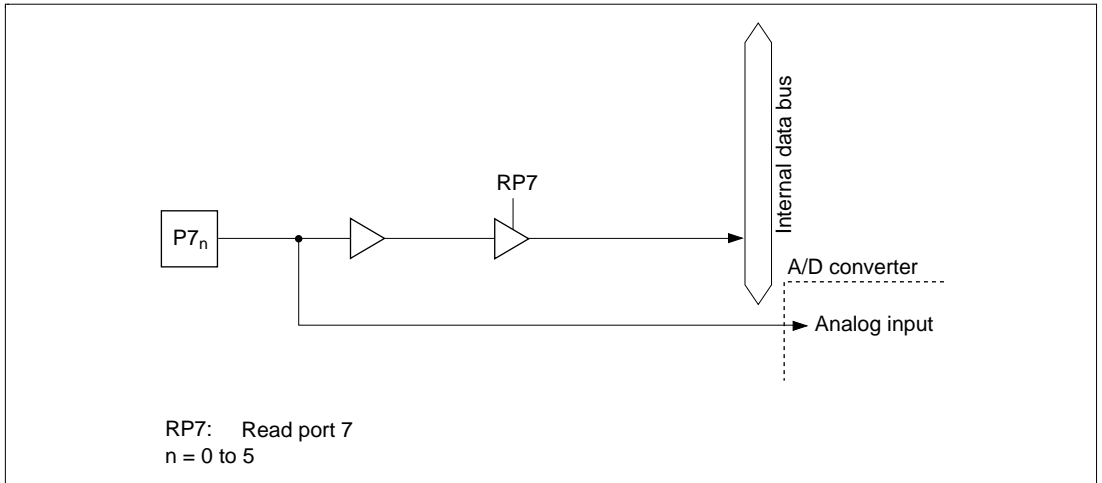 Internal data bus
RP7
P7n
A/D converter
Analog input
RP7: Read port 7
n = 0 to 5